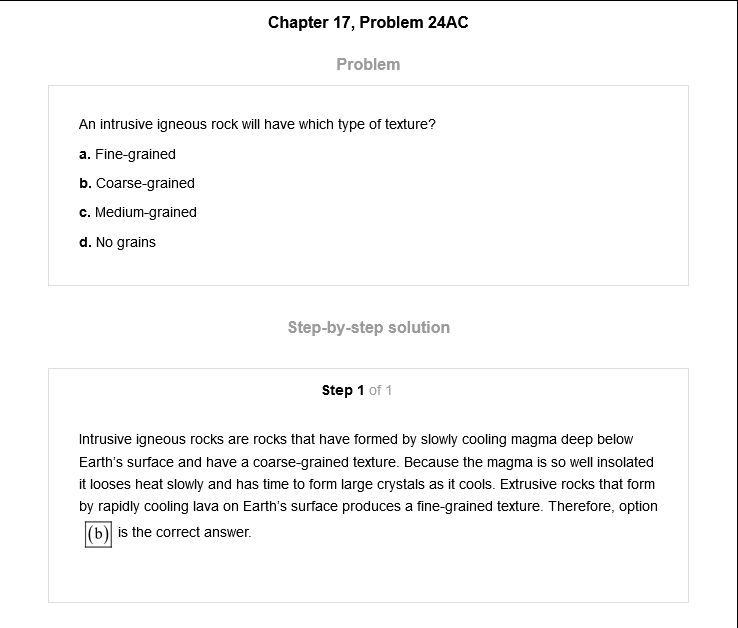 Chapter 17, Problem 24AC
Problem
An intrusive igneous rock will have which type of texture?
a. Fine-grained
b. Coarse-grained
c. Medium-grained
d. No grains
Step-by-step solution
Step 1 of 1
Intrusive igneous rocks are rocks that have formed by slowly cooling magma deep below
Earth's surface and have a coarse-grained texture. Because the magma is so well insolated
it looses heat slowly and has time to form large crystals as it cools. Extrusive rocks that form
by rapidly cooling lava on Earth's surface produces a fine-grained texture. Therefore, option
(b) is the correct answer.